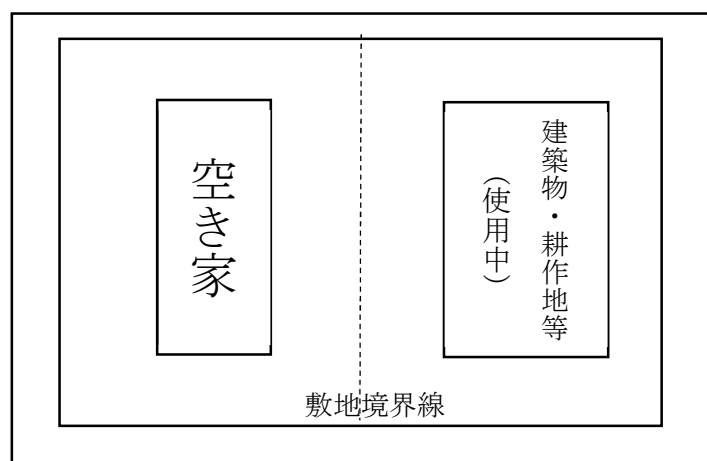 空き家
建築物・耕作地等
（使用中）
敷地境界線